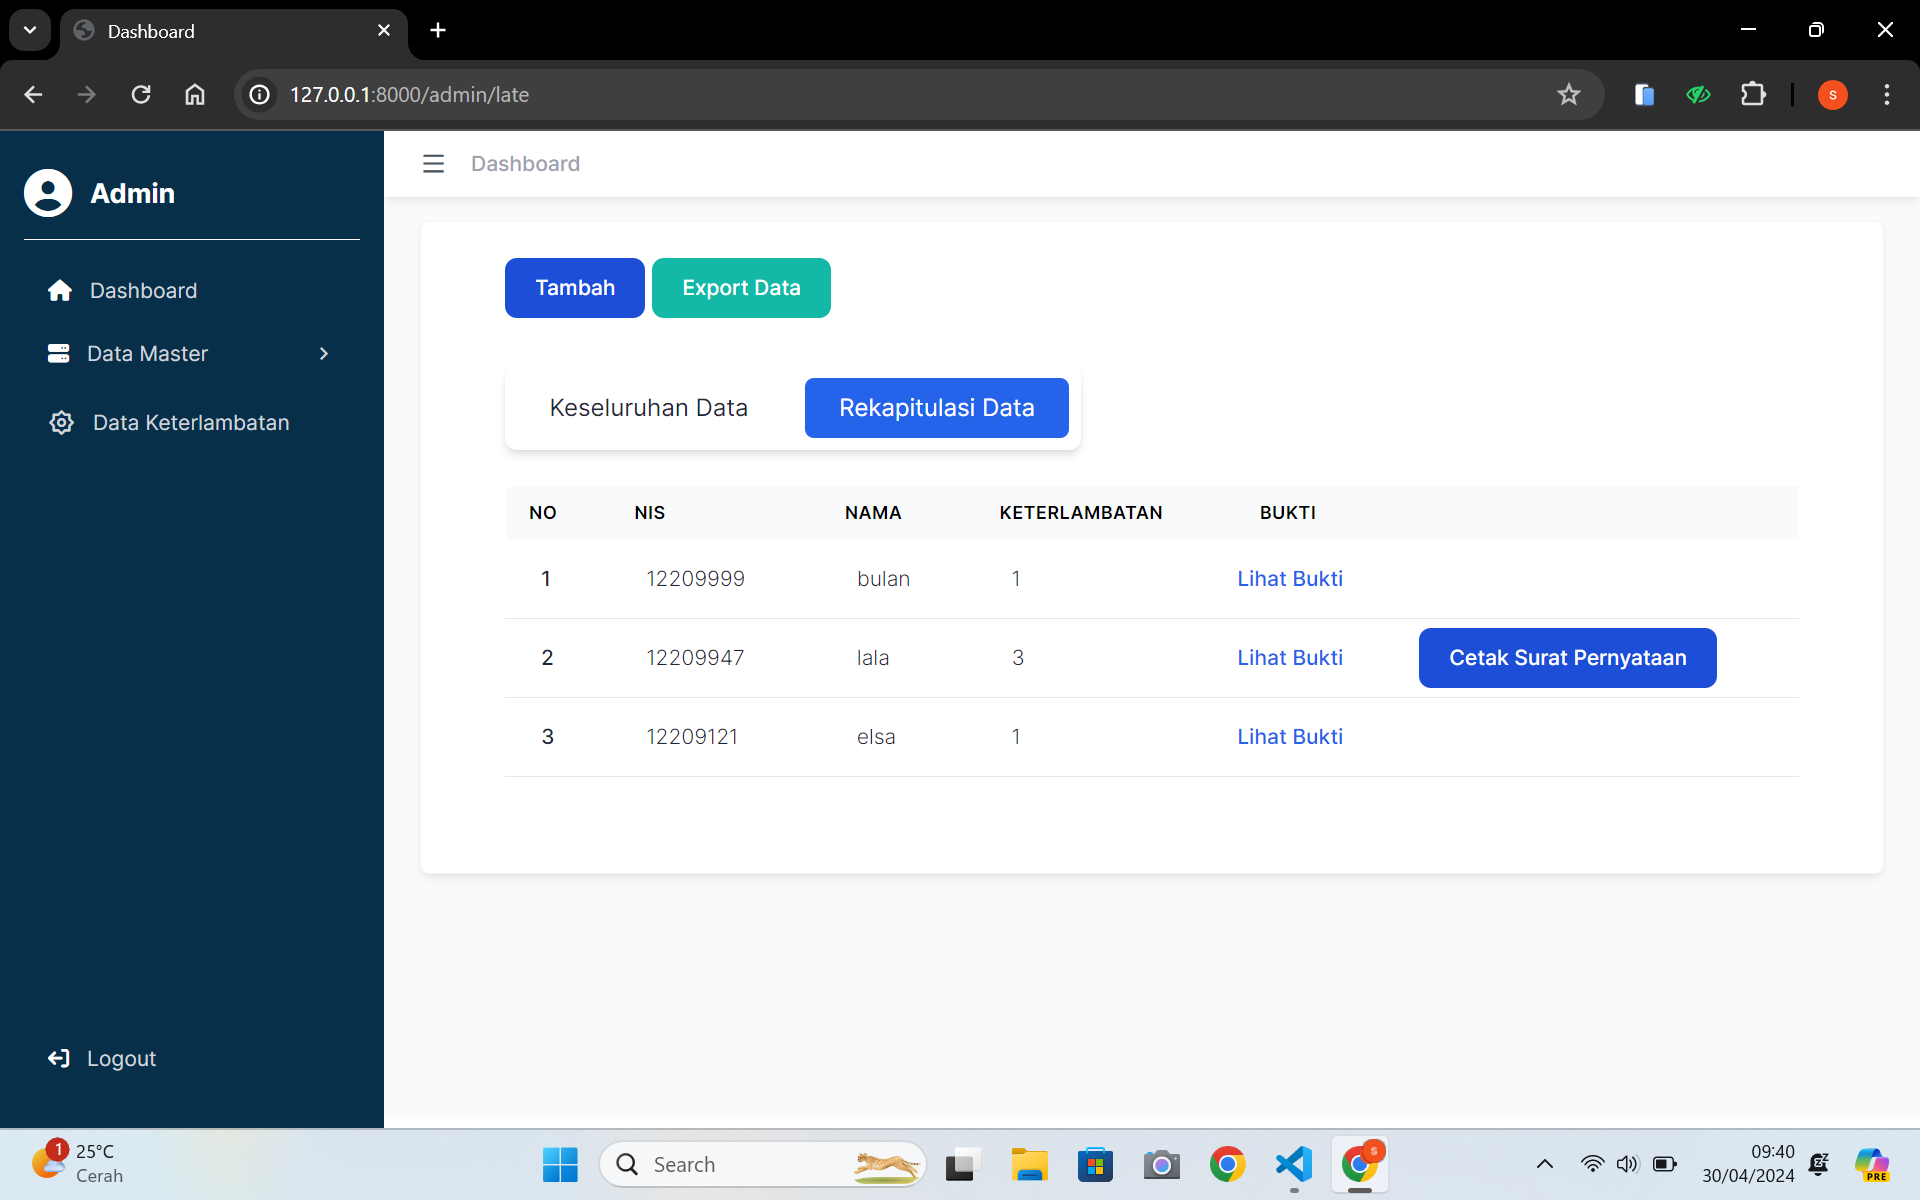 Dashboard
127.0.0.1:8000/admin/late
S
Admin
Dashboard
Data Master
Data Keterlambatan
Logout
Dashboard
Tambah Export Data
Keseluruhan Data Rekapitulasi Data
NO NIS NAMA KETERLAMBATAN BUKTI
1 12209999 bulan 1 Lihat Bukti
2 12209947 lala 3 Lihat Bukti Cetak Surat Pernyataan
3 12209121 elsa 1 Lihat Bukti
1
25°C
Cerah
Search
S
09:40
30/04/2024
PRE